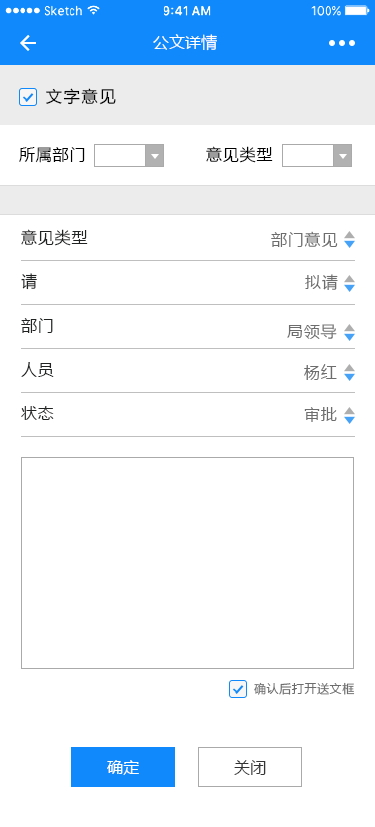 Sketch 9:41 AM 100%
公文详情
文字意见
所属部门 意见类型
意见类型 部门意见
请 拟请
部门 局领导
人员 杨红
状态 审批
确认后打开送文框
确定 关闭